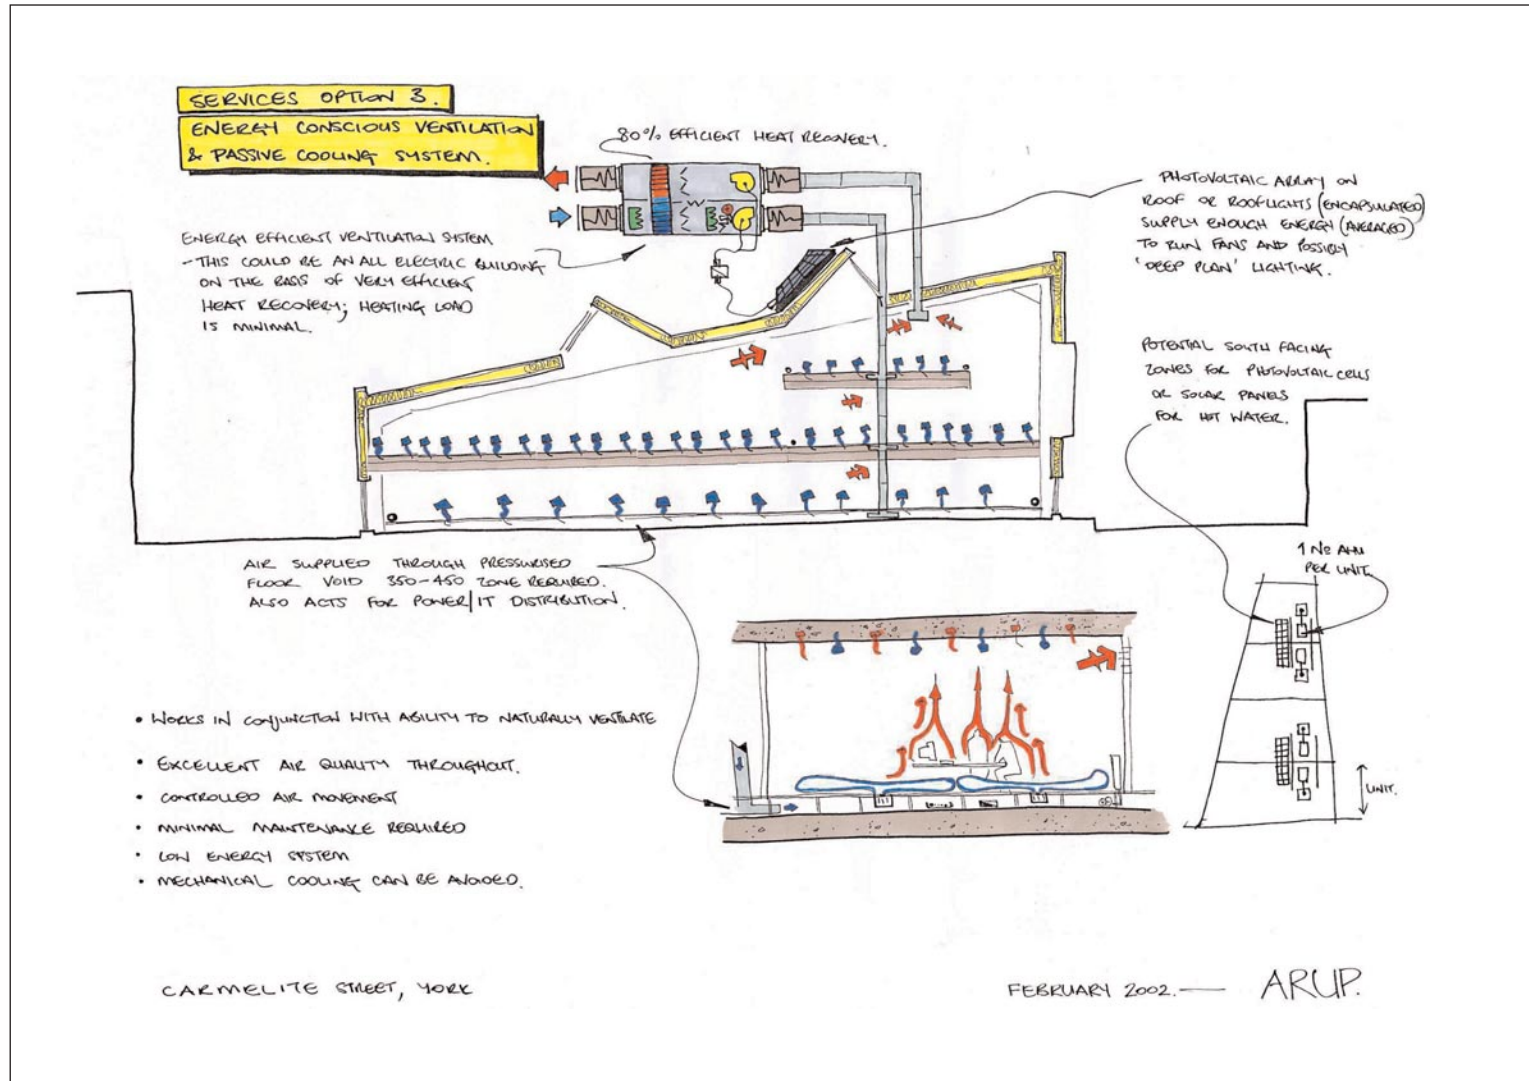 SERVICES OPTION 3.
ENERGY CONSCIOUS VENTILATION
& PASSIVE COOLING SYSTEM.
80% EFFICIENT HEAT RECOVERY.
ENERGY EFFICIENT VENTILATION SYSTEM
- THIS COULD BE AN ALL ELECTRIC BUILDING
ON THE BASIS OF VERY EFFICIENT
HEAT RECOVERY; HEATING LOAD
IS MINIMAL.
PHOTOVOLTAIC ARRAY ON
ROOF OR ROOFLIGHTS (ENCAPSULATED)
SUPPLY ENOUGH ENERGY (AVERAGED)
TO RUN FANS AND POSSIBLY
'DEEP PLAN' LIGHTING.
POTENTIAL SOUTH FACING
ZONES FOR PHOTOVOLTAIC CELLS
OR SOLAR PANELS
FOR HOT WATER.
AIR SUPPLIED THROUGH PRESSURISED
FLOOR VOID 350-450 ZONE REQUIRED.
ALSO ACTS FOR POWER/IT DISTRIBUTION.
1 No AHU
PER UNIT.
UNIT.
• WORKS IN CONJUNCTION WITH ABILITY TO NATURALLY VENTILATE
• EXCELLENT AIR QUALITY THROUGHOUT.
• CONTROLLED AIR MOVEMENT
• MINIMAL MAINTENANCE REQUIRED
• LOW ENERGY SYSTEM
• MECHANICAL COOLING CAN BE AVOIDED.
CARMELITE STREET, YORK
FEBRUARY 2002. — ARUP.